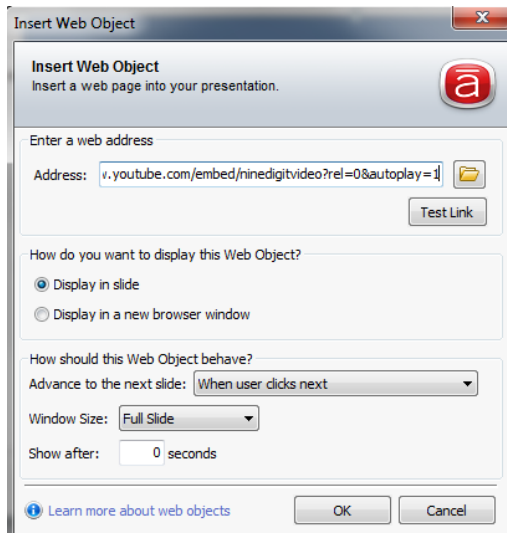 Insert Web Object
Insert Web Object
Insert a web page into your presentation.
Enter a web address
Address: v.youtube.com/embed/ninedigitvideo?rel=0&autoplay=1
Test Link
How do you want to display this Web Object?
Display in slide
Display in a new browser window
How should this Web Object behave?
Advance to the next slide: When user clicks next
Window Size: Full Slide
Show after: 0 seconds
Learn more about web objects OK Cancel